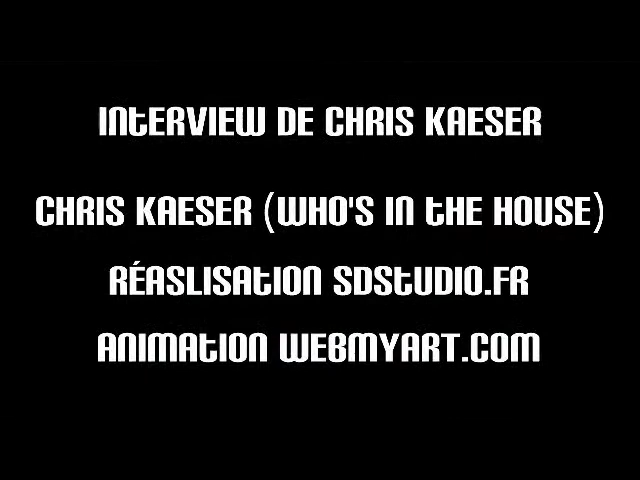 INTERVIEW DE CHRIS KAESER
CHRIS KAESER (WHO'S IN THE HOUSE)
RÉASLISATION SDSTUDIO.FR
ANIMATION WEBMYART.COM